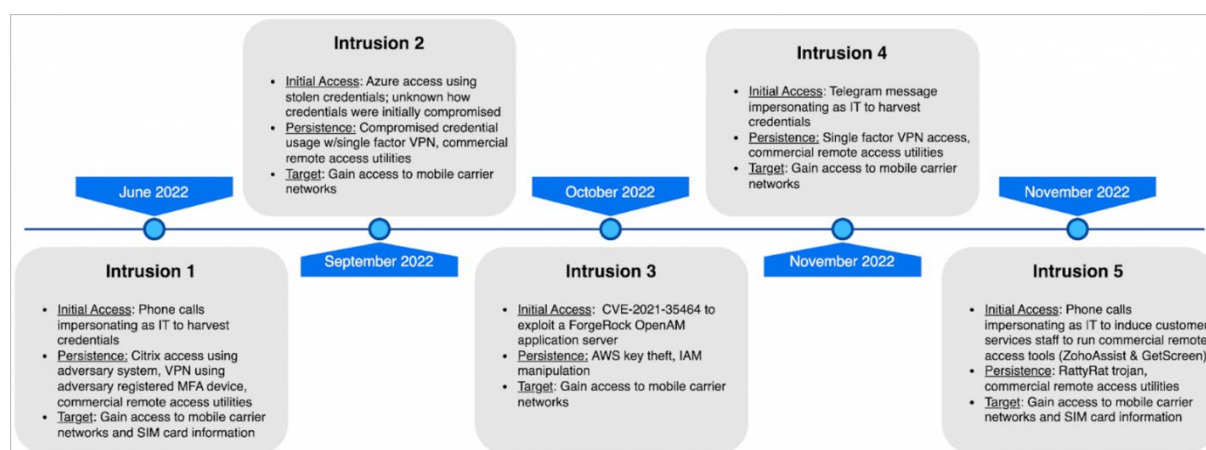 Intrusion 2
• Initial Access: Azure access using
stolen credentials; unknown how
credentials were initially compromised
• Persistence: Compromised credential
usage w/single factor VPN, commercial
remote access utilities
• Target: Gain access to mobile carrier
networks
Intrusion 4
• Initial Access: Telegram message
impersonating as IT to harvest
credentials
• Persistence: Single factor VPN access,
commercial remote access utilities
• Target: Gain access to mobile carrier
networks
June 2022
October 2022
November 2022
September 2022
November 2022
Intrusion 1
• Initial Access: Phone calls
impersonating as IT to harvest
credentials
• Persistence: Citrix access using
adversary system, VPN using
adversary registered MFA device,
commercial remote access utilities
• Target: Gain access to mobile carrier
networks and SIM card information
Intrusion 3
• Initial Access: CVE-2021-35464 to
exploit a ForgeRock OpenAM
application server
• Persistence: AWS key theft, IAM
manipulation
• Target: Gain access to mobile carrier
networks
Intrusion 5
• Initial Access: Phone calls
impersonating as IT to induce customer
services staff to run commercial remote
access tools (ZohoAssist & GetScreen)
• Persistence: RattyRat trojan,
commercial remote access utilities
• Target: Gain access to mobile carrier
networks and SIM card information